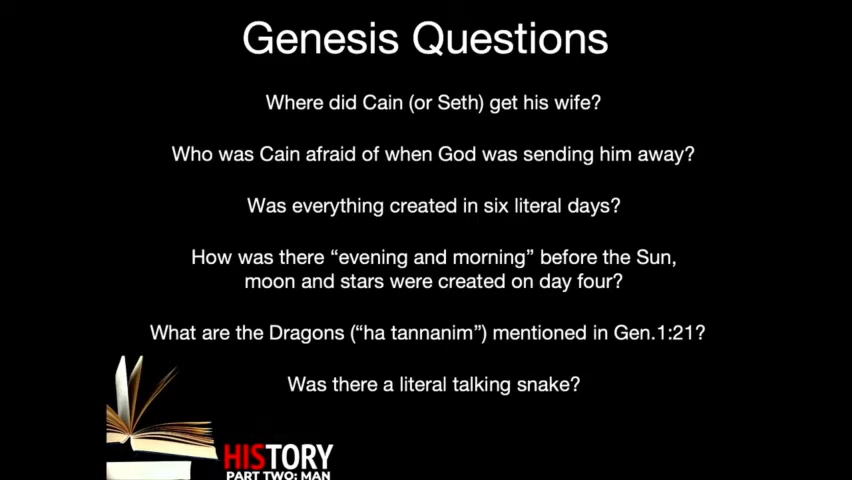 Genesis Questions
Where did Cain (or Seth) get his wife?
Who was Cain afraid of when God was sending him away?
Was everything created in six literal days?
How was there “evening and morning” before the Sun,
moon and stars were created on day four?
What are the Dragons (“ha tannanim”) mentioned in Gen.1:21?
Was there a literal talking snake?
HISTORY
PART TWO: MAN